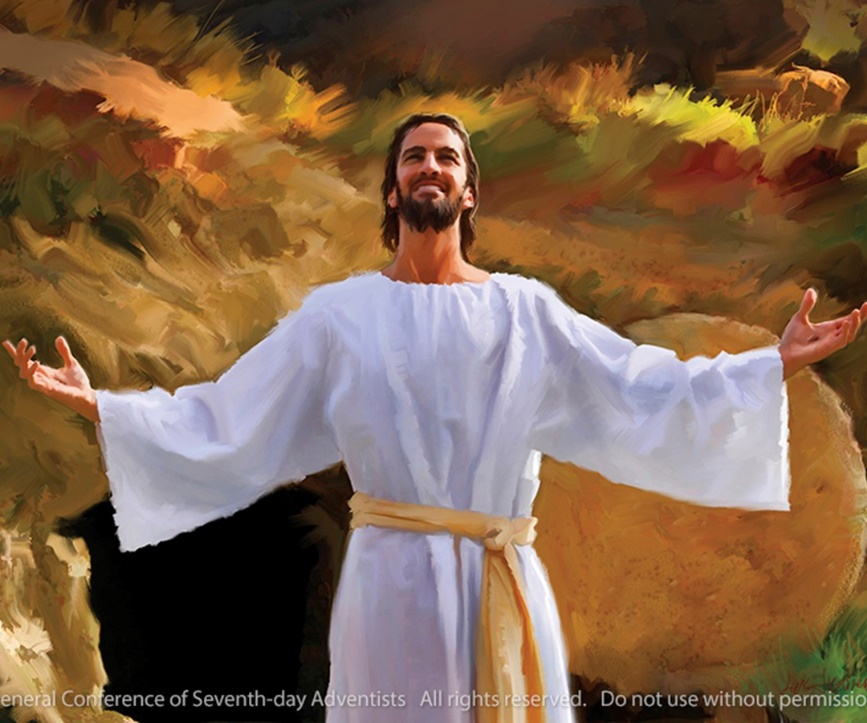 eneral Conference of Seventh-day Adventists All rights reserved. Do not use without permissio